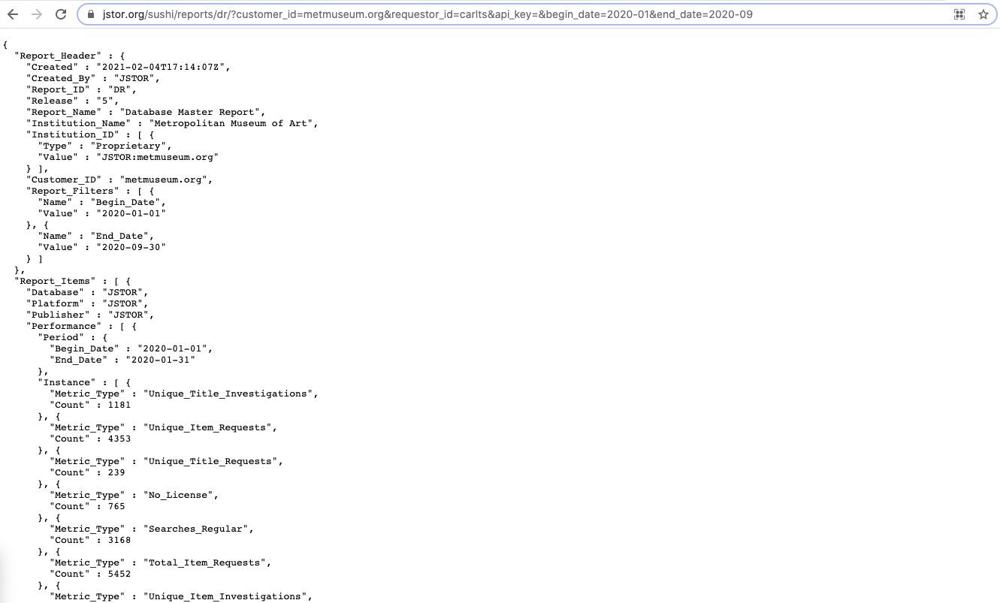 jstor.org/sushi/reports/dr/?customer_id=metmuseum.org&requestor_id=carlts&api_key=&begin_date=2020-01&end_date=2020-09
{
  "Report_Header" : {
    "Created" : "2021-02-04T17:14:07Z",
    "Created_By" : "JSTOR",
    "Report_ID" : "DR",
    "Release" : "5",
    "Report_Name" : "Database Master Report",
    "Institution_Name" : "Metropolitan Museum of Art",
    "Institution_ID" : [ {
      "Type" : "Proprietary",
      "Value" : "JSTOR:metmuseum.org"
    } ],
    "Customer_ID" : "metmuseum.org",
    "Report_Filters" : [ {
      "Name" : "Begin_Date",
      "Value" : "2020-01-01"
    }, {
      "Name" : "End_Date",
      "Value" : "2020-09-30"
    } ]
  },
  "Report_Items" : [ {
    "Database" : "JSTOR",
    "Platform" : "JSTOR",
    "Publisher" : "JSTOR",
    "Performance" : [ {
      "Period" : {
        "Begin_Date" : "2020-01-01",
        "End_Date" : "2020-01-31"
      },
      "Instance" : [ {
        "Metric_Type" : "Unique_Title_Investigations",
        "Count" : 1181
      }, {
        "Metric_Type" : "Unique_Item_Requests",
        "Count" : 4353
      }, {
        "Metric_Type" : "Unique_Title_Requests",
        "Count" : 239
      }, {
        "Metric_Type" : "No_License",
        "Count" : 765
      }, {
        "Metric_Type" : "Searches_Regular",
        "Count" : 3168
      }, {
        "Metric_Type" : "Total_Item_Requests",
        "Count" : 5452
      }, {
        "Metric_Type" : "Unique_Item_Investigations",